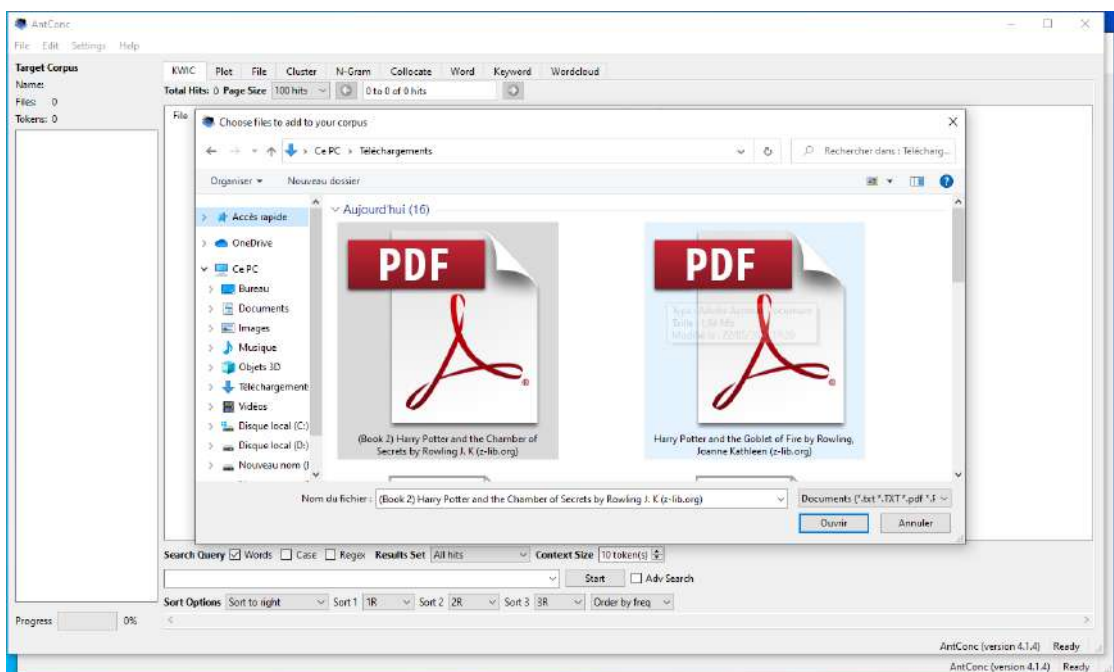 AntConc
File Edit Settings Help
Target Corpus
Name:
Files: 0
Tokens: 0
KWIC Plot File Cluster N-Gram Collocate Word Keyword Wordcloud
Total Hits: 0 Page Size 100 hits 0 to 0 of 0 hits
File
Choose files to add to your corpus
Ce PC > Téléchargements
Rechercher dans : Télécharg...
Organiser Nouveau dossier
Accès rapide
OneDrive
Ce PC
Bureau
Documents
Images
Musique
Objets 3D
Téléchargement
Vidéos
Disque local (C:)
Disque local (D:)
Nouveau nom (
Aujourd'hui (16)
PDF
PDF
(Book 2) Harry Potter and the Chamber of
Secrets by Rowling J. K (z-lib.org)
Harry Potter and the Goblet of Fire by Rowling,
Joanne Kathleen (z-lib.org)
Nom du fichier : (Book 2) Harry Potter and the Chamber of Secrets by Rowling J. K (z-lib.org)
Documents (*.txt *.TXT *.pdf *.F
Ouvrir Annuler
Search Query Words Case Regex Results Set All hits Context Size 10 token(s)
Start Adv Search
Sort Options Sort to right Sort 1 1R Sort 2 2R Sort 3 3R Order by freq
Progress 0%
AntConc (version 4.1.4) Ready
AntConc (version 4.1.4) Ready